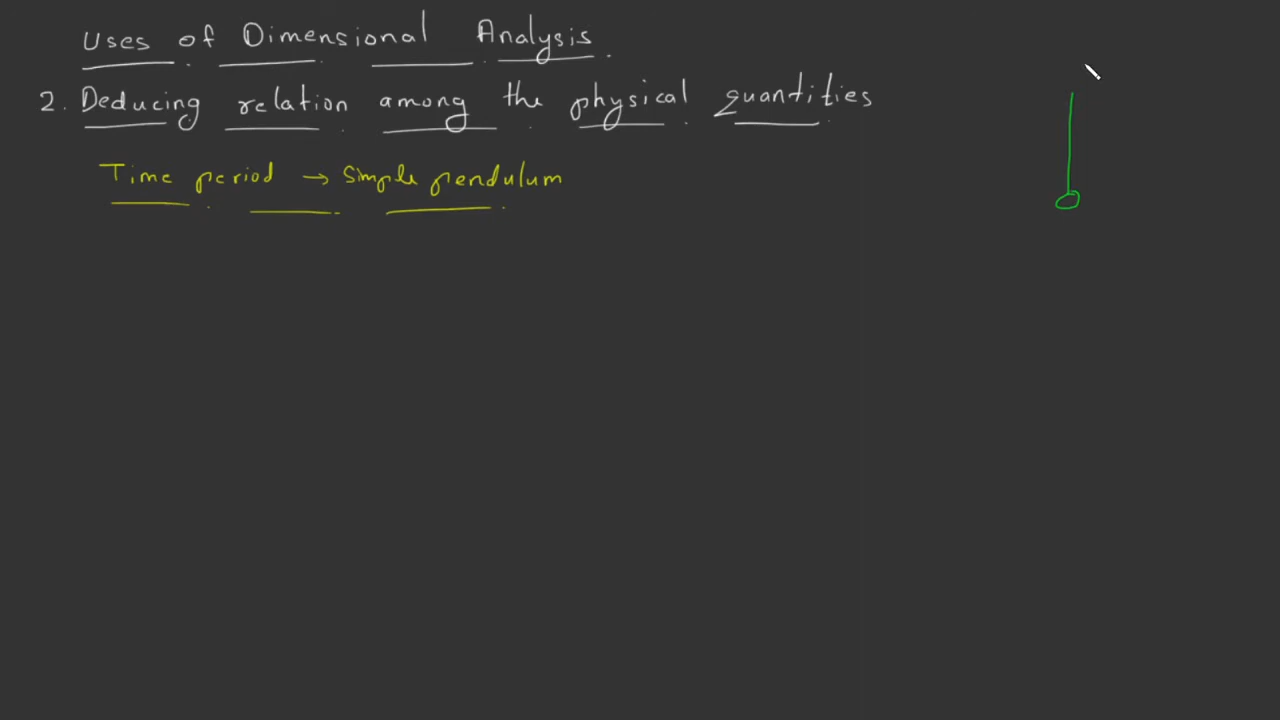 Uses of Dimensional Analysis
2. Deducing relation among the physical quantities
Time period → Simple pendulum